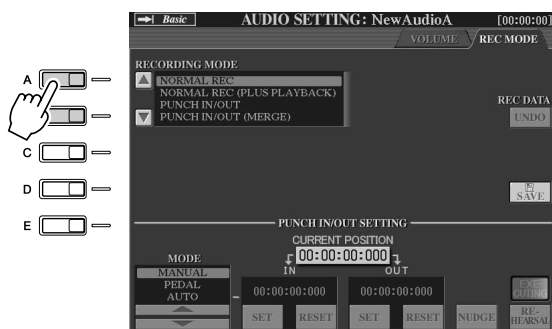 Basic AUDIO SETTING: NewAudioA [00:00:00]
VOLUME REC MODE
RECORDING MODE
NORMAL REC
NORMAL REC (PLUS PLAYBACK)
PUNCH IN/OUT
PUNCH IN/OUT (MERGE)
REC DATA
UNDO
SAVE
A
C
D
E
PUNCH IN/OUT SETTING
CURRENT POSITION
00:00:00:000
IN OUT
MODE
MANUAL
PEDAL
AUTO
00:00:00:000 00:00:00:000
SET RESET SET RESET NUDGE
EXE-
CUTING
RE-
HEARSAL